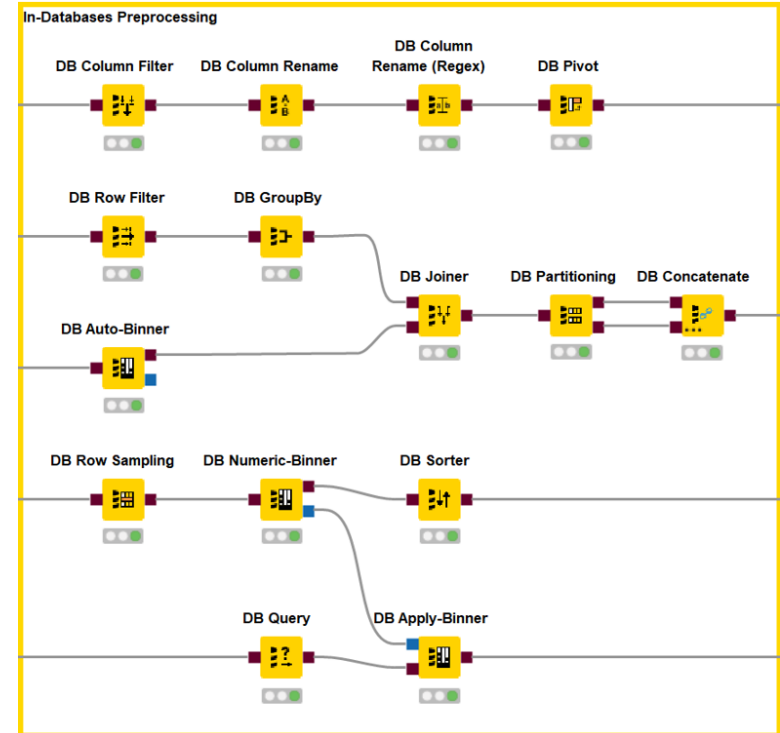 In-Databases Preprocessing
DB Column Filter
DB Column Rename
DB Column
Rename (Regex)
DB Pivot
DB Row Filter
DB GroupBy
DB Joiner
DB Partitioning
DB Concatenate
DB Auto-Binner
DB Row Sampling
DB Numeric-Binner
DB Sorter
DB Query
DB Apply-Binner